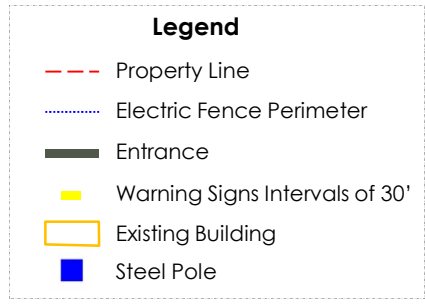 Legend
Property Line
Electric Fence Perimeter
Entrance
Warning Signs Intervals of 30’
Existing Building
Steel Pole